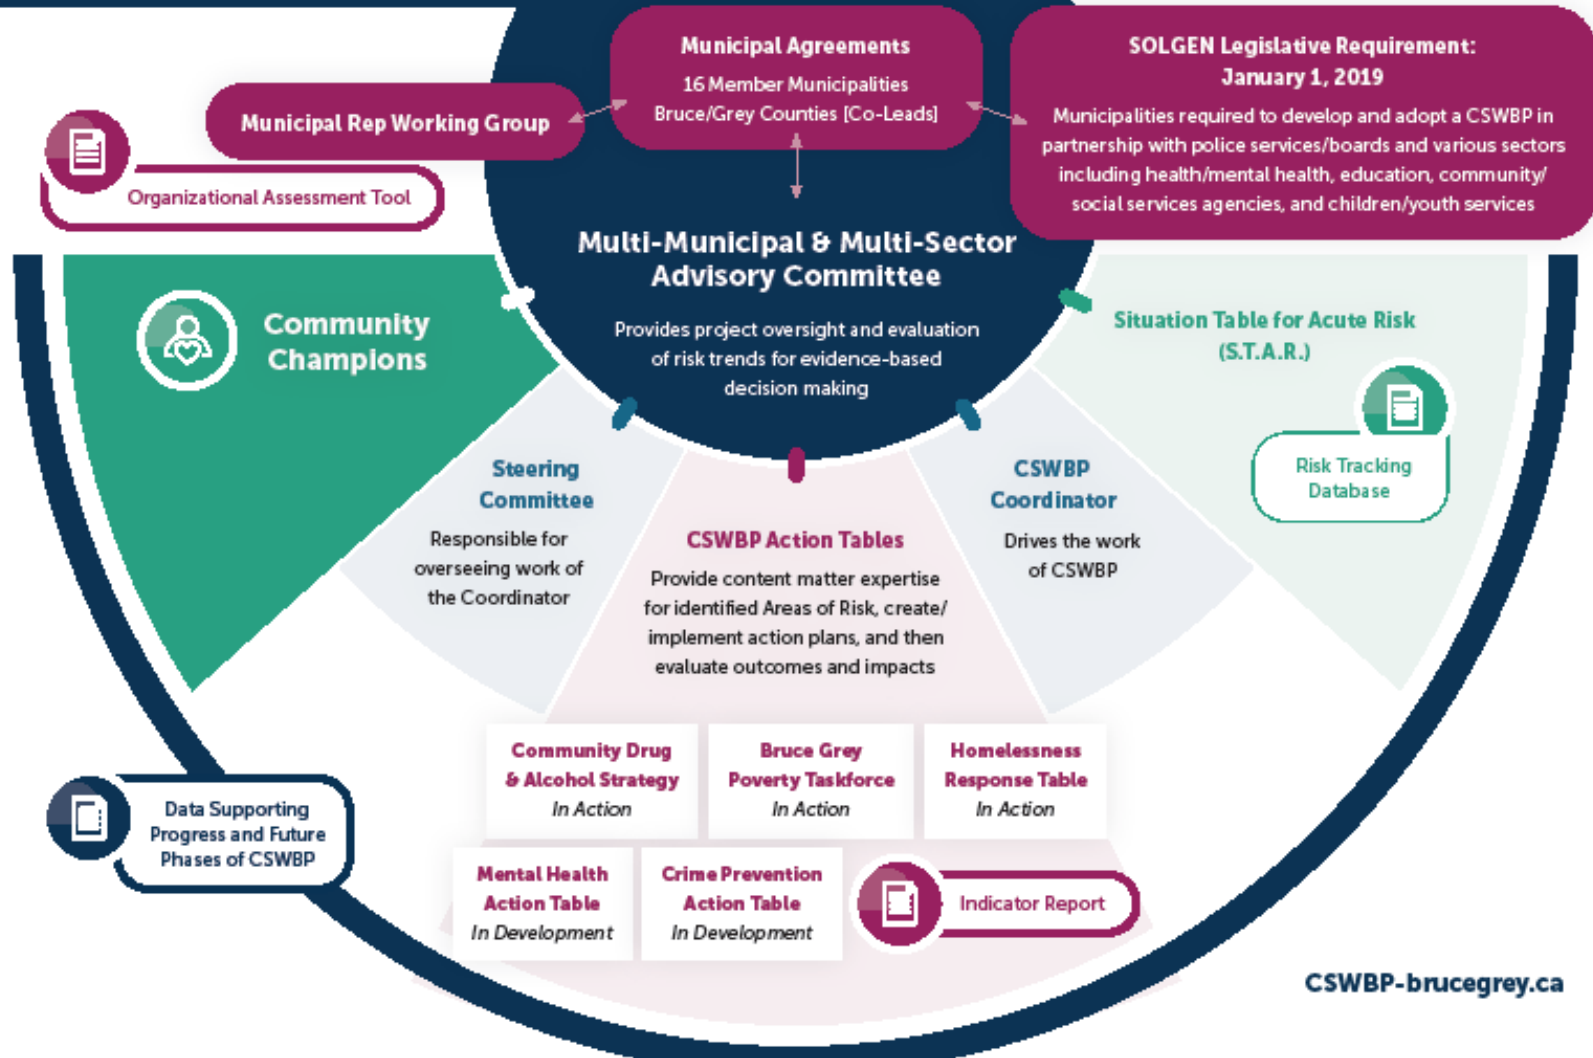 Municipal Agreements
16 Member Municipalities
Bruce/Grey Counties [Co-Leads]
SOLGEN Legislative Requirement:
January 1, 2019
Municipalities required to develop and adopt a CSWBP in
partnership with police services/boards and various sectors
including health/mental health, education, community/
social services agencies, and children/youth services
Municipal Rep Working Group
Organizational Assessment Tool
Multi-Municipal & Multi-Sector
Advisory Committee
Provides project oversight and evaluation
of risk trends for evidence-based
decision making
Community
Champions
Situation Table for Acute Risk
(S.T.A.R.)
Risk Tracking
Database
Steering
Committee
Responsible for
overseeing work of
the Coordinator
CSWBP Action Tables
Provide content matter expertise
for identified Areas of Risk, create/
implement action plans, and then
evaluate outcomes and impacts
CSWBP
Coordinator
Drives the work
of CSWBP
Community Drug
& Alcohol Strategy
In Action
Bruce Grey
Poverty Taskforce
In Action
Homelessness
Response Table
In Action
Mental Health
Action Table
In Development
Crime Prevention
Action Table
In Development
Indicator Report
Data Supporting
Progress and Future
Phases of CSWBP
CSWBP-brucegrey.ca